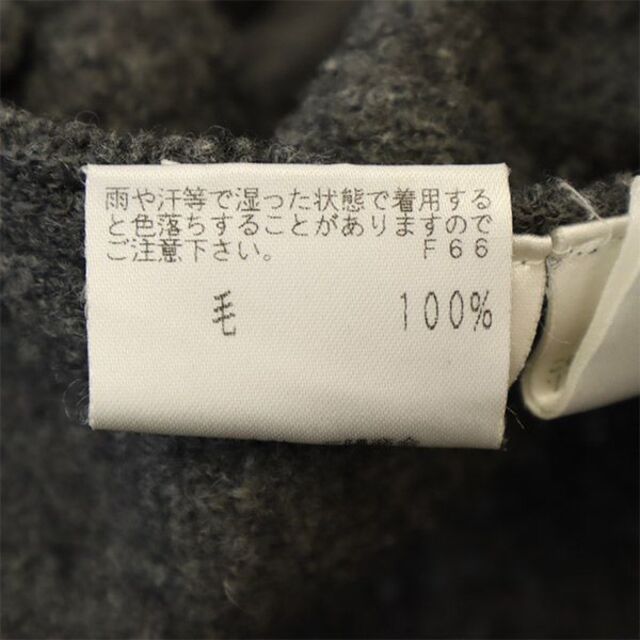 雨や汗等で湿った状態で着用する
と色落ちすることがありますので
ご注意下さい。 F66
毛 100%